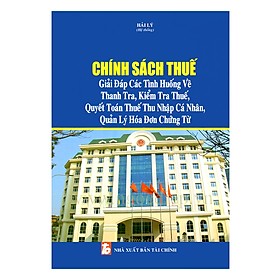 HẢI LÝ
(Hệ thống)
CHÍNH SÁCH THUẾ
Giải Đáp Các Tình Huống Về
Thanh Tra, Kiểm Tra Thuế,
Quyết Toán Thuế Thu Nhập Cá Nhân,
Quản Lý Hóa Đơn Chứng Từ
NHÀ XUẤT BẢN TÀI CHÍNH